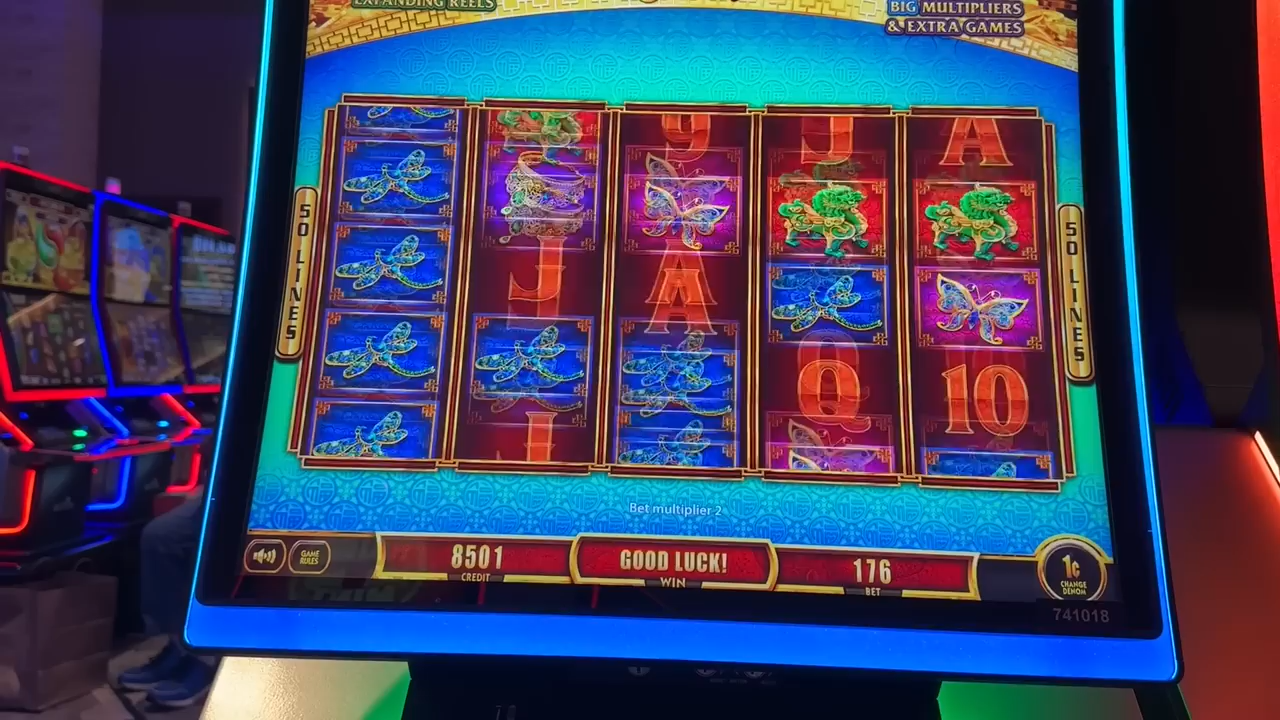 EXPANDING REELS
BIG MULTIPLIERS
& EXTRA GAMES
9
J
A
J
A
Q
10
J
50 LINES
50 LINES
Bet multiplier 2
GAME
RULES
8501
CREDIT
GOOD LUCK!
WIN
176
BET
1¢
CHANGE
DENOM
741018